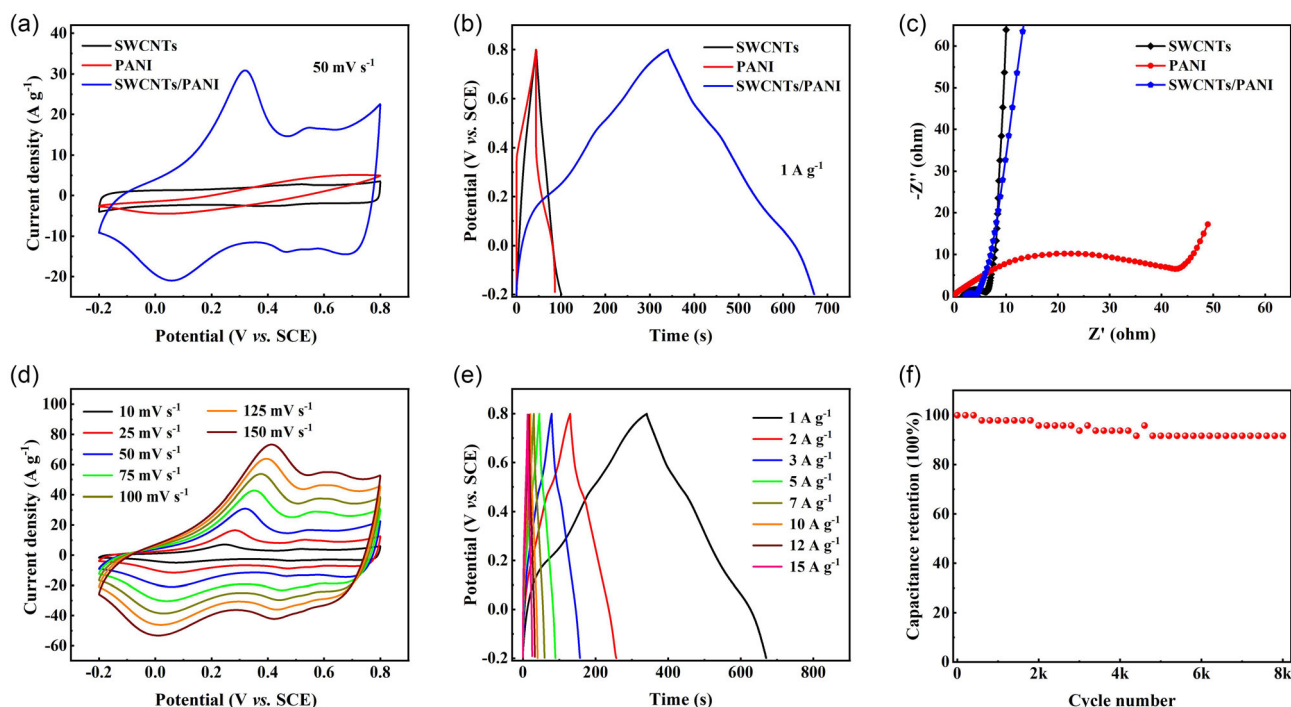 (a)
SWCNTs
PANI
SWCNTs/PANI
50 mV s⁻¹
Current density (A g⁻¹)
40
30
20
10
0
-10
-20
-0.2 0.0 0.2 0.4 0.6 0.8
Potential (V vs. SCE)
(b)
SWCNTs
PANI
SWCNTs/PANI
1 A g⁻¹
Potential (V vs. SCE)
0.8
0.4
0.0
-0.2
0 100 200 300 400 500 600 700
Time (s)
(c)
SWCNTs
PANI
SWCNTs/PANI
-Z'' (ohm)
60
50
40
30
20
10
0
0 10 20 30 40 50 60
Z' (ohm)
(d)
10 mV s⁻¹
25 mV s⁻¹
50 mV s⁻¹
75 mV s⁻¹
100 mV s⁻¹
125 mV s⁻¹
150 mV s⁻¹
Current density (A g⁻¹)
100
80
60
40
20
0
-20
-40
-60
-0.2 0.0 0.2 0.4 0.6 0.8
Potential (V vs. SCE)
(e)
1 A g⁻¹
2 A g⁻¹
3 A g⁻¹
5 A g⁻¹
7 A g⁻¹
10 A g⁻¹
12 A g⁻¹
15 A g⁻¹
Potential (V vs. SCE)
0.8
0.4
0.0
-0.2
0 200 400 600 800
Time (s)
(f)
Capacitance retention (100%)
100
80
60
40
20
0
0 2k 4k 6k 8k
Cycle number